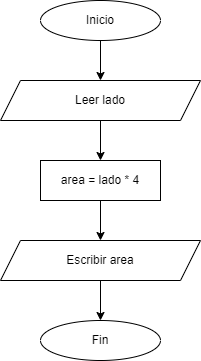 Inicio
Leer lado
area = lado * 4
Escribir area
Fin